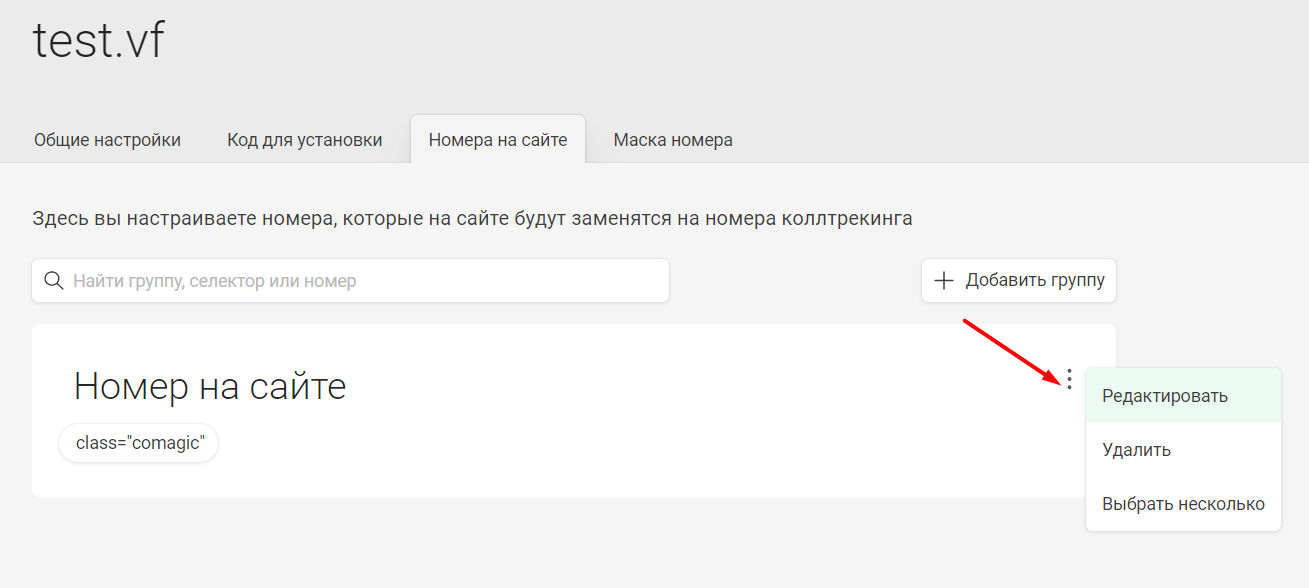 test.vf
Общие настройки
Код для установки
Номера на сайте
Маска номера
Здесь вы настраиваете номера, которые на сайте будут заменятся на номера коллтрекинга
Найти группу, селектор или номер
Добавить группу
Номер на сайте
class="comagic"
Редактировать
Удалить
Выбрать несколько